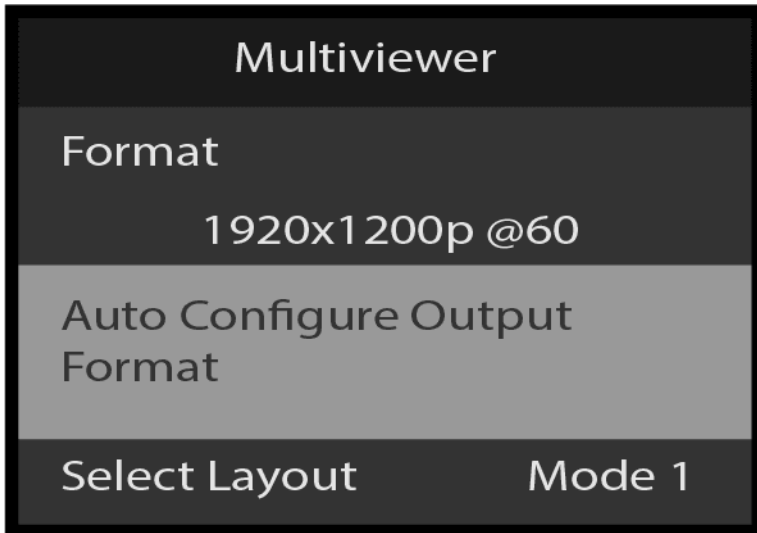 Multiviewer
Format
1920x1200p @60
Auto Configure Output
Format
Select Layout Mode 1